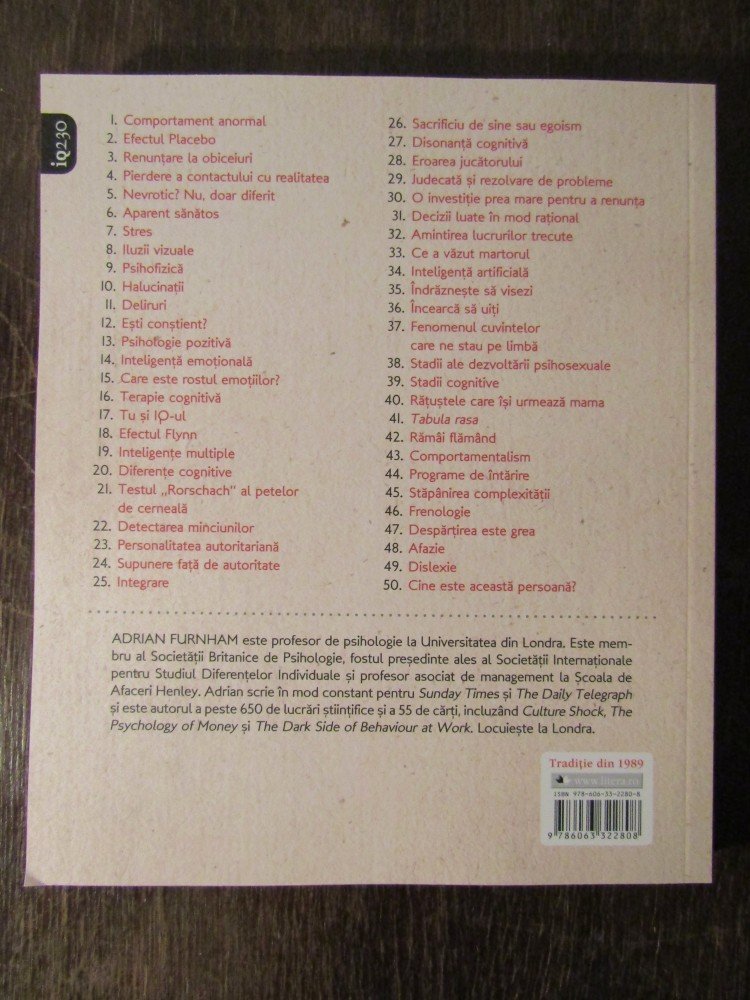 iq230
1. Comportament anormal
2. Efectul Placebo
3. Renunțare la obiceiuri
4. Pierdere a contactului cu realitatea
5. Nevrotic? Nu, doar diferit
6. Aparent sănătos
7. Stres
8. Iluzii vizuale
9. Psihofizică
10. Halucinații
11. Deliruri
12. Ești conștient?
13. Psihologie pozitivă
14. Inteligență emoțională
15. Care este rostul emoțiilor?
16. Terapie cognitivă
17. Tu și IQ-ul
18. Efectul Flynn
19. Inteligențe multiple
20. Diferențe cognitive
21. Testul „Rorschach” al petelor
de cerneală
22. Detectarea minciunilor
23. Personalitatea autoritariană
24. Supunere față de autoritate
25. Integrare
26. Sacrificiu de sine sau egoism
27. Disonanță cognitivă
28. Eroarea jucătorului
29. Judecată și rezolvare de probleme
30. O investiție prea mare pentru a renunța
31. Decizii luate în mod rațional
32. Amintirea lucrurilor trecute
33. Ce a văzut martorul
34. Inteligență artificială
35. Îndrăznește să visezi
36. Încearcă să uiți
37. Fenomenul cuvintelor
care ne stau pe limbă
38. Stadii ale dezvoltării psihosexuale
39. Stadii cognitive
40. Rățuștele care își urmează mama
41. Tabula rasa
42. Rămâi flămând
43. Comportamentalism
44. Programe de întărire
45. Stăpânirea complexității
46. Frenologie
47. Despărțirea este grea
48. Afazie
49. Dislexie
50. Cine este această persoană?
ADRIAN FURNHAM este profesor de psihologie la Universitatea din Londra. Este mem-
bru al Societății Britanice de Psihologie, fostul președinte ales al Societății Internaționale
pentru Studiul Diferențelor Individuale și profesor asociat de management la Școala de
Afaceri Henley. Adrian scrie în mod constant pentru Sunday Times și The Daily Telegraph
și este autorul a peste 650 de lucrări științifice și a 55 de cărți, incluzând Culture Shock, The
Psychology of Money și The Dark Side of Behaviour at Work. Locuiește la Londra.
Tradiție din 1989
www.litera.ro
ISBN 978-606-33-2280-8
9 786063 322808